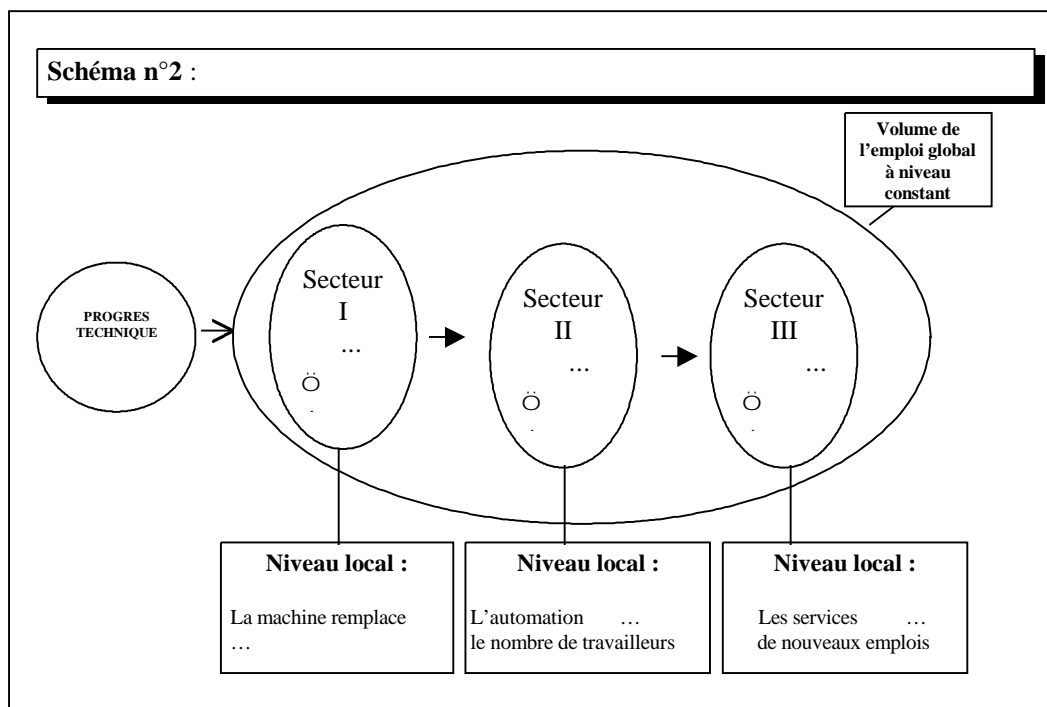 Schéma n°2 :
Volume de
l'emploi global
à niveau
constant
PROGRES
TECHNIQUE
Secteur
I
...
Ö
.
Secteur
II
...
Ö
.
Secteur
III
...
Ö
.
Niveau local :
La machine remplace
…
Niveau local :
L'automation …
le nombre de travailleurs
Niveau local :
Les services …
de nouveaux emplois